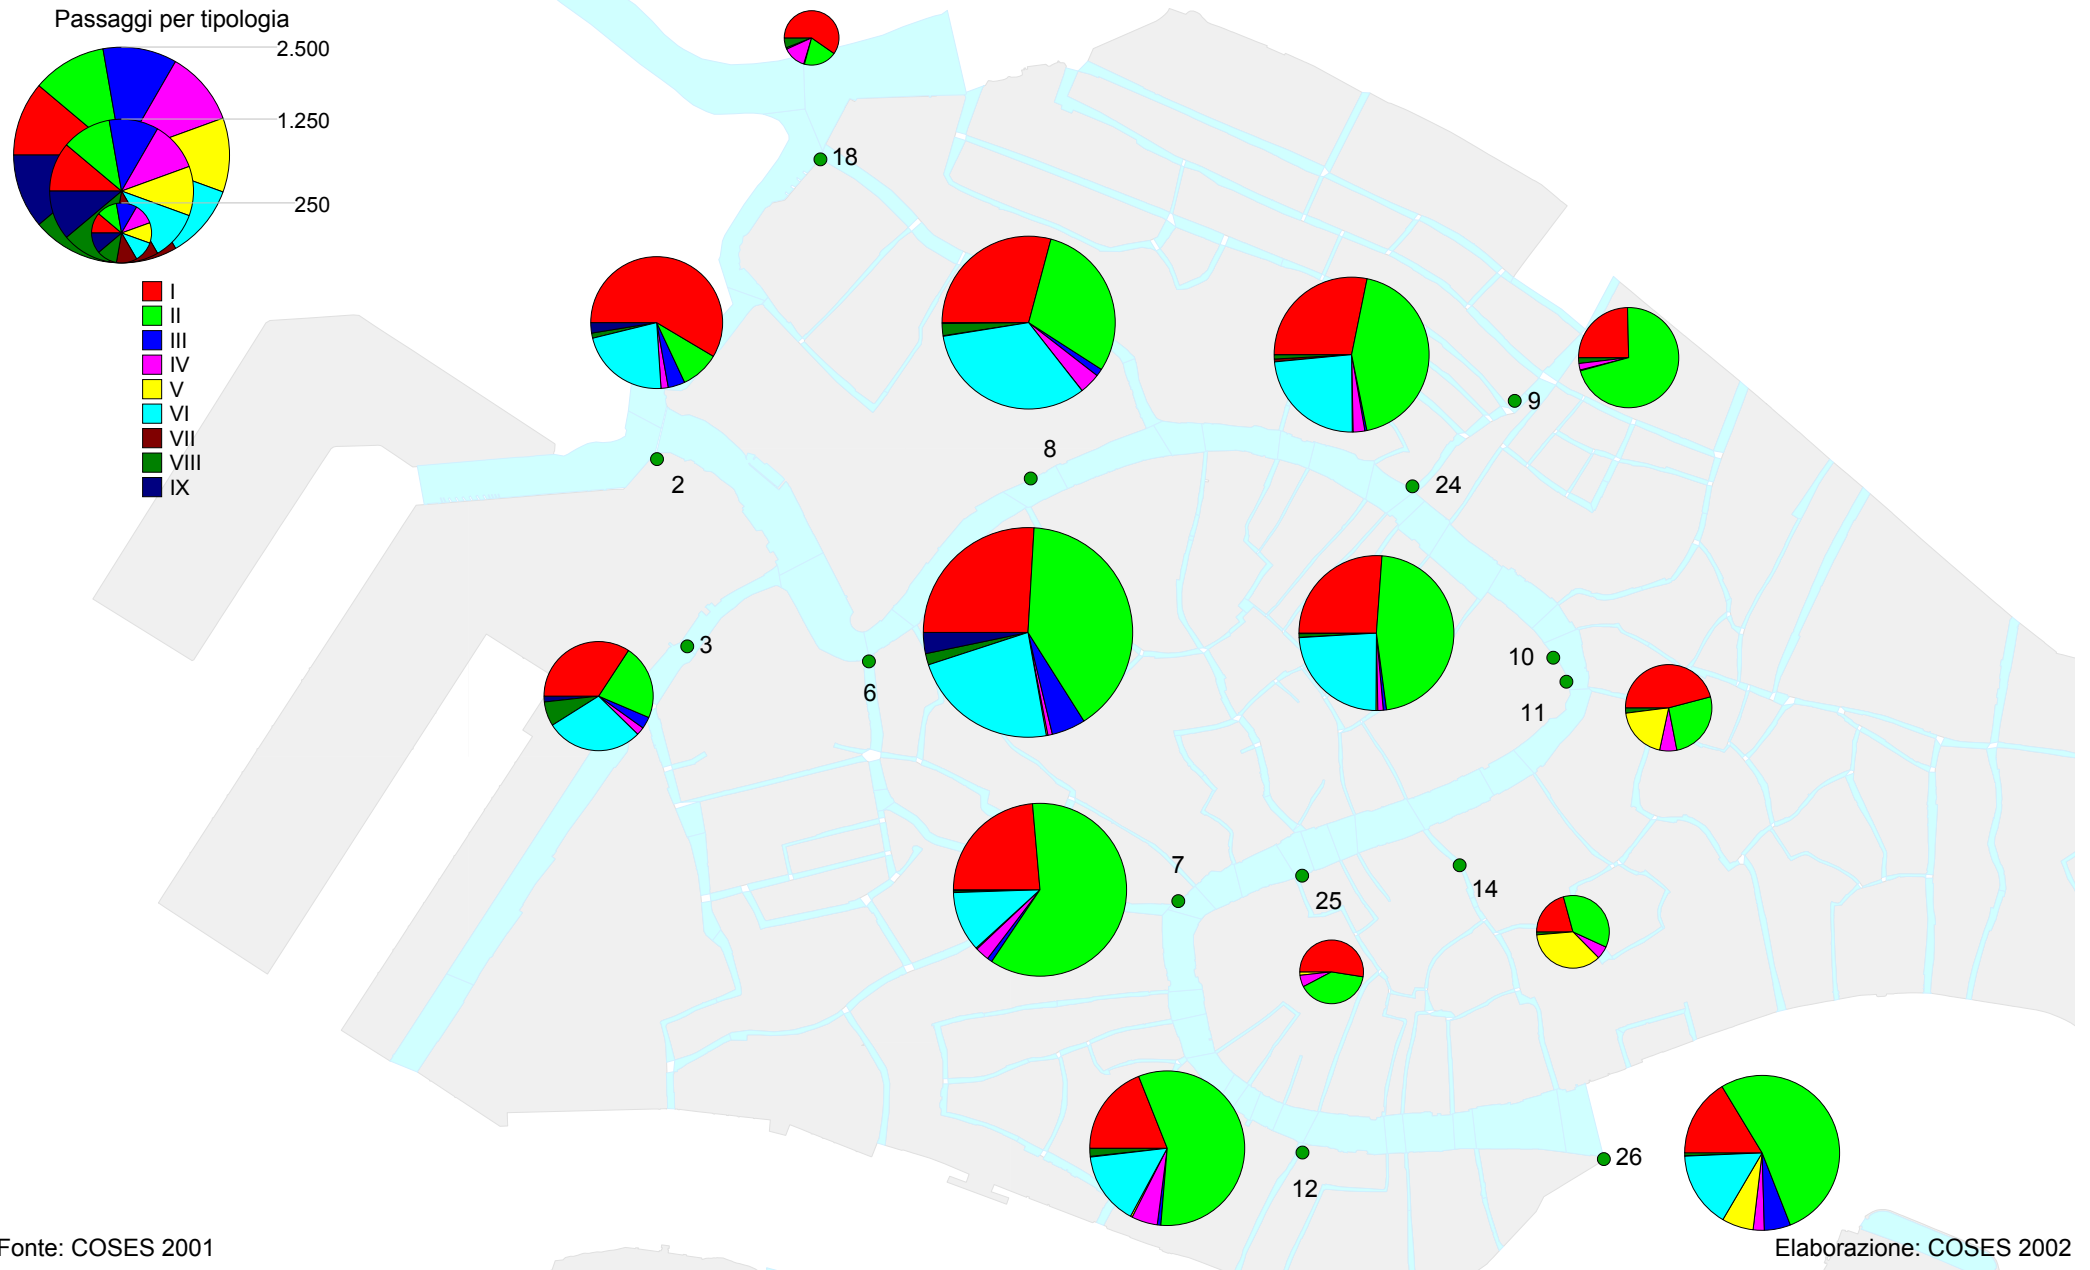 Passaggi per tipologia
2.500
1.250
250
I
II
III
IV
V
VI
VII
VIII
IX
18
9
8
24
2
3
6
10
11
7
25
14
12
26
Fonte: COSES 2001
Elaborazione: COSES 2002